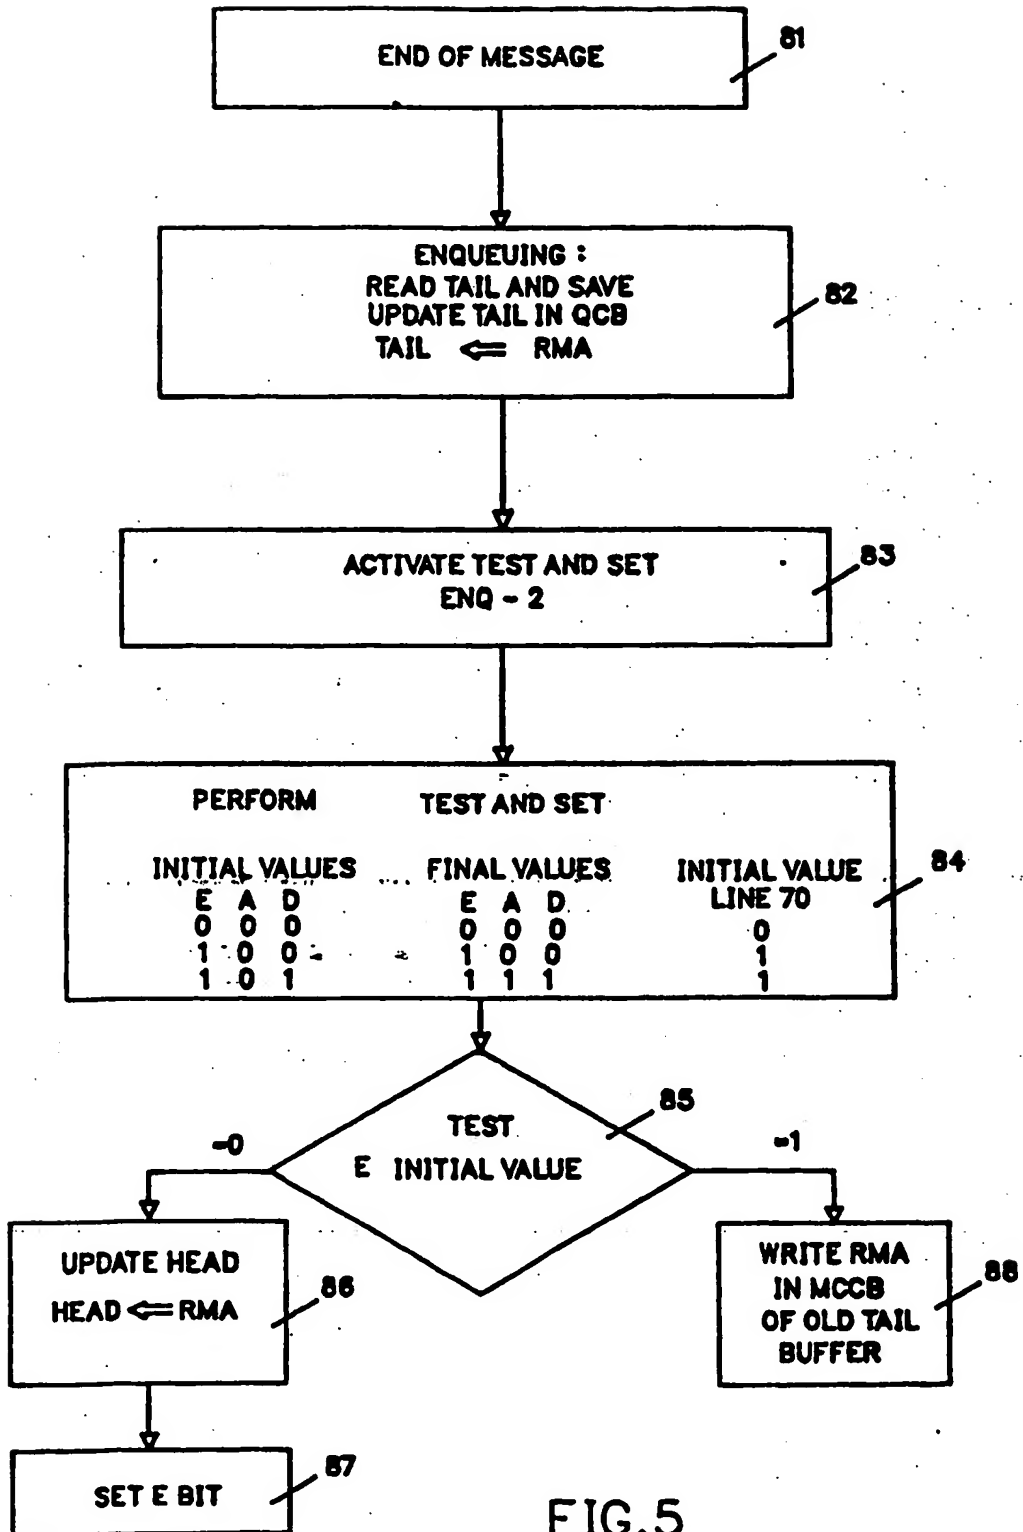 END OF MESSAGE
81
ENQUEUING :
READ TAIL AND SAVE
UPDATE TAIL IN QCB
TAIL ⇐ RMA
82
ACTIVATE TEST AND SET
ENQ - 2
83
PERFORM TEST AND SET
INITIAL VALUES FINAL VALUES INITIAL VALUE
LINE 70
E A D E A D
0 0 0 0 0 0 0
1 0 0 1 0 0 1
1 0 1 1 1 1 1
84
TEST
E INITIAL VALUE
85
=0
=1
UPDATE HEAD
HEAD ⇐ RMA
86
WRITE RMA
IN MCCB
OF OLD TAIL
BUFFER
88
SET E BIT
87
FIG.5